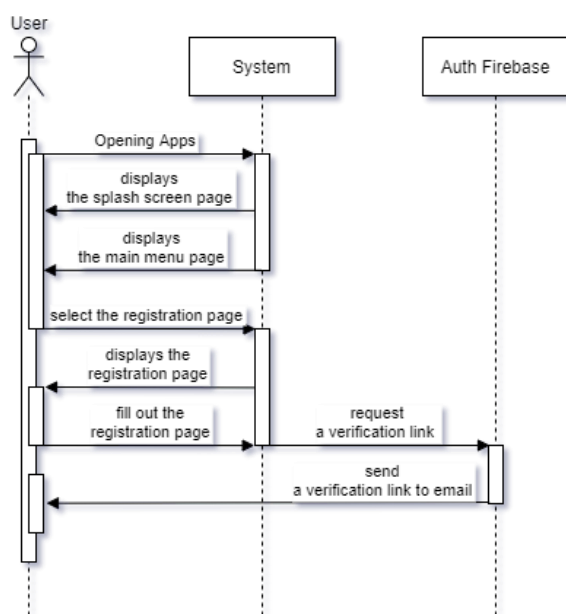 User
System
Auth Firebase
Opening Apps
displays
the splash screen page
displays
the main menu page
select the registration page
displays the
registration page
fill out the
registration page
request
a verification link
send
a verification link to email